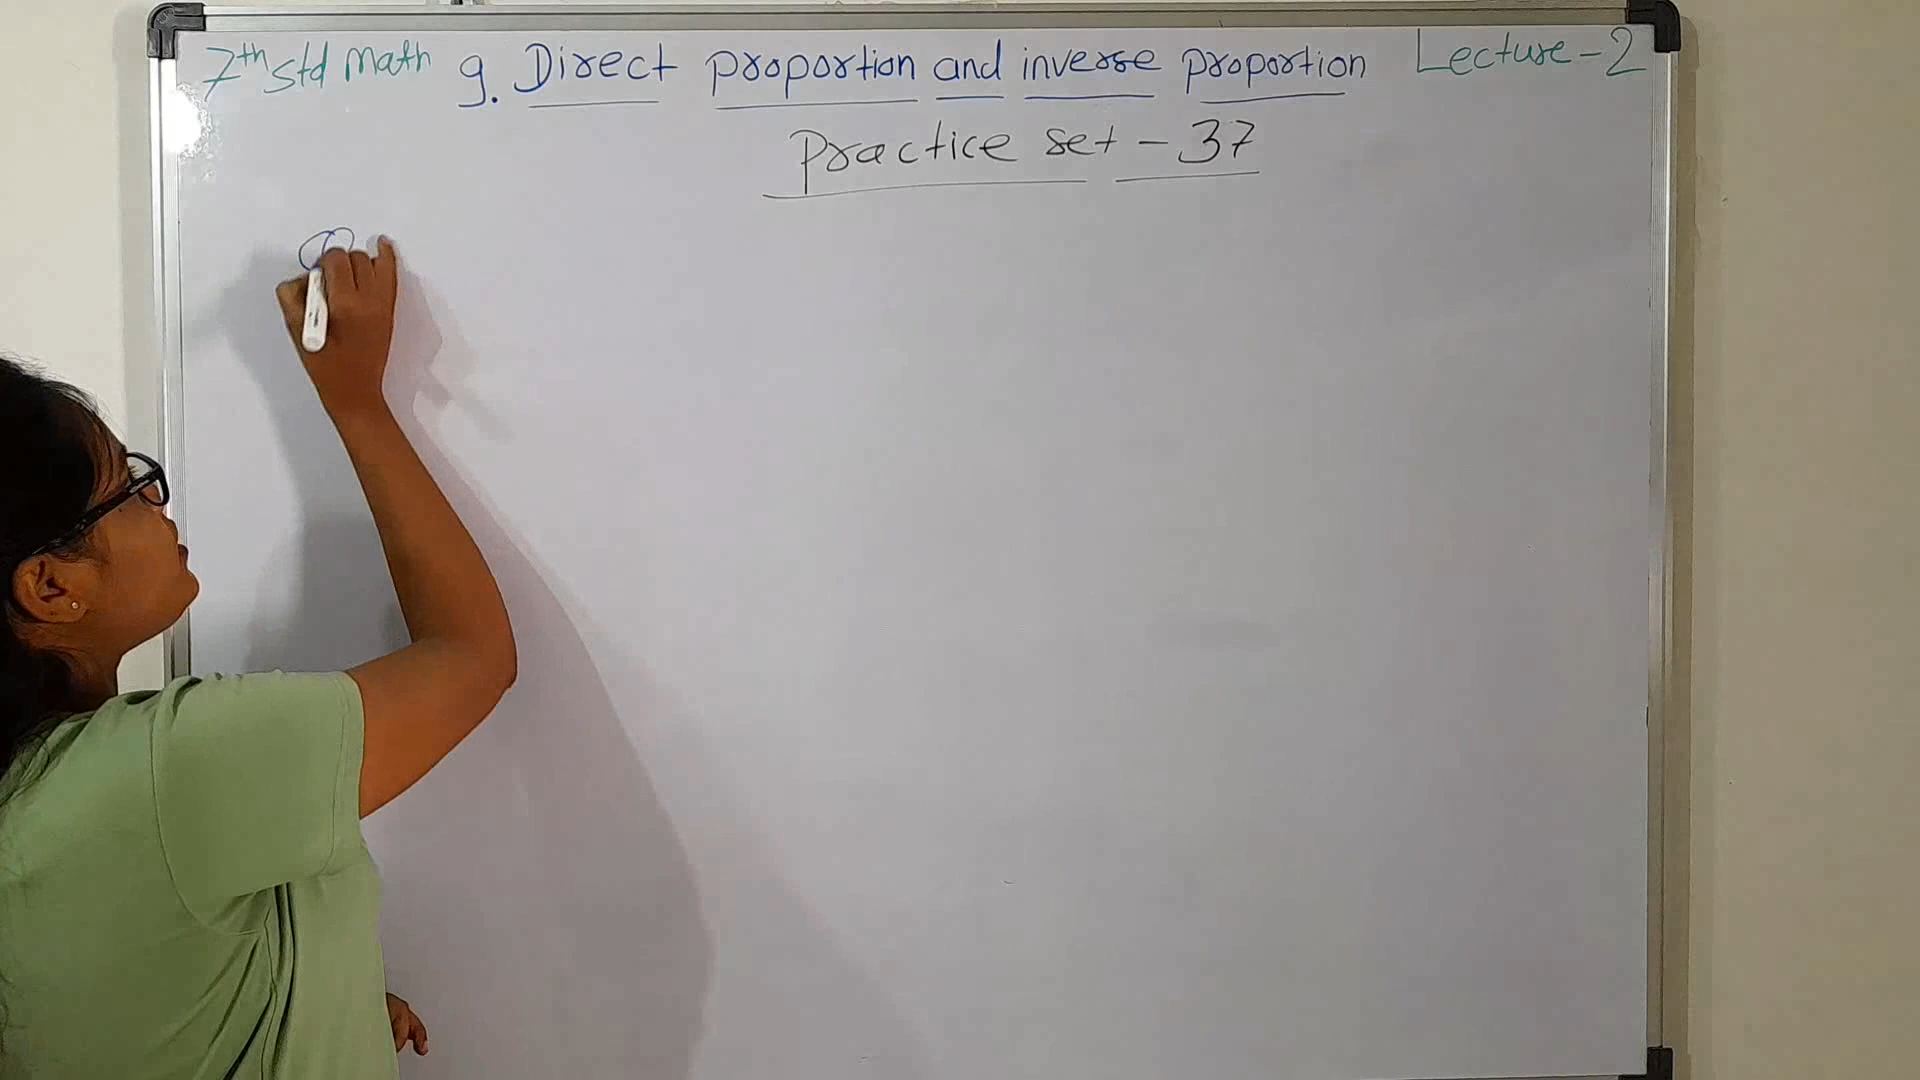 7th std Math 9. Direct proportion and inverse proportion Lecture-2
Practice set - 37